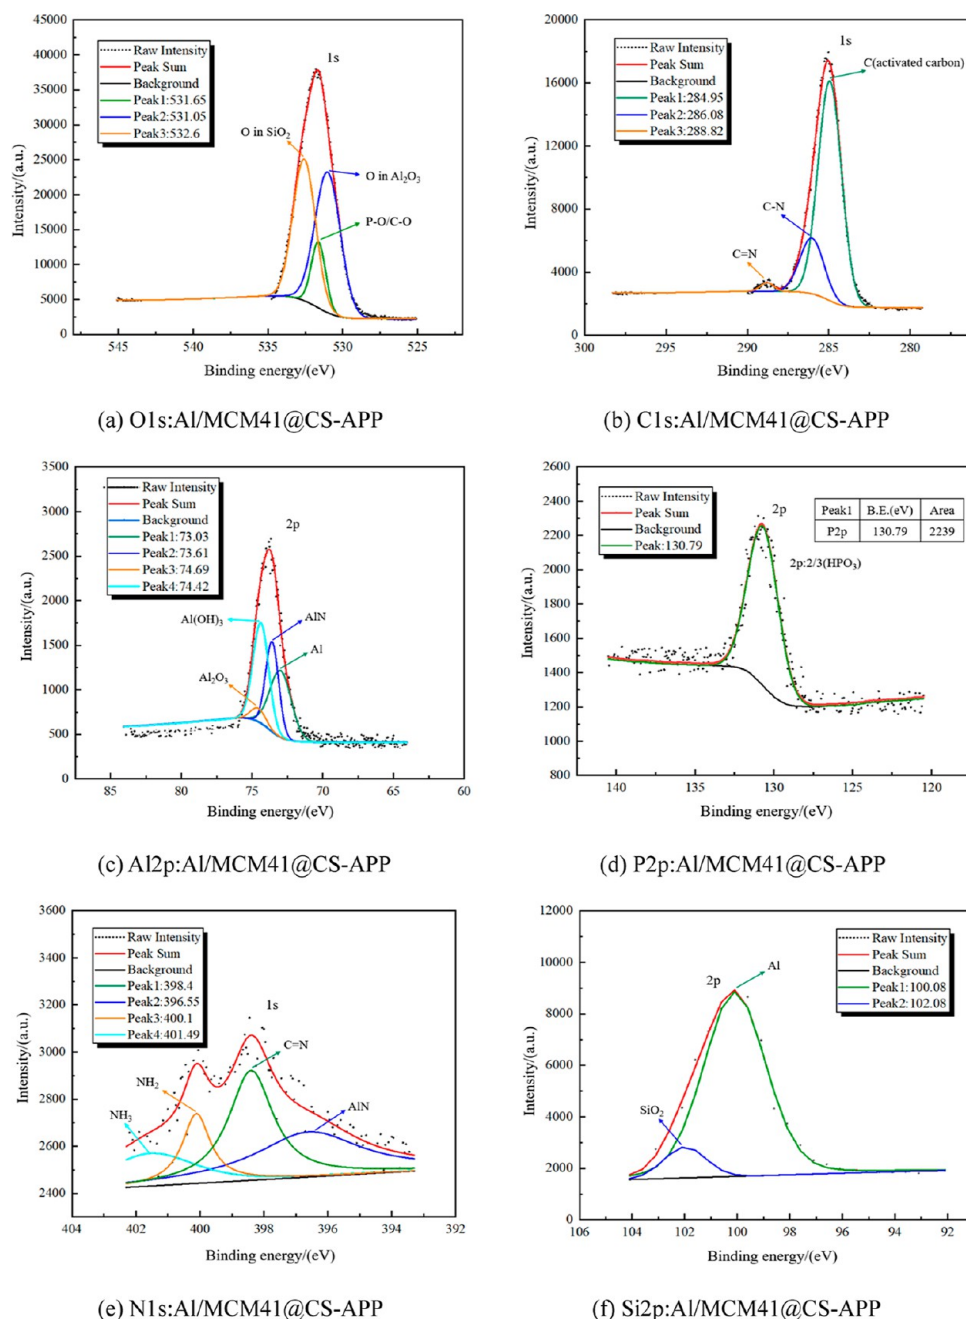 45000
40000
35000
30000
25000
20000
15000
10000
5000
0
Intensity/(a.u.)
Raw Intensity
Peak Sum
Background
Peak1:531.65
Peak2:531.05
Peak3:532.6
1s
O in SiO2
O in Al2O3
P-O/C-O
545 540 535 530 525
Binding energy/(eV)
(a) O1s:Al/MCM41@CS-APP
20000
16000
12000
8000
4000
0
Intensity/(a.u.)
Raw Intensity
Peak Sum
Background
Peak1:284.95
Peak2:286.08
Peak3:288.82
1s
C(activated carbon)
C-N
C=N
300 295 290 285 280
Binding energy/(eV)
(b) C1s:Al/MCM41@CS-APP
3500
3000
2500
2000
1500
1000
500
0
Intensity/(a.u.)
Raw Intensity
Peak Sum
Background
Peak1:73.03
Peak2:73.61
Peak3:74.69
Peak4:74.42
2p
Al(OH)3
AlN
Al
Al2O3
85 80 75 70 65 60
Binding energy/(eV)
(c) Al2p:Al/MCM41@CS-APP
2600
2400
2200
2000
1800
1600
1400
1200
1000
800
Intensity/(a.u.)
Raw Intensity
Peak Sum
Background
Peak:130.79
2p
Peak1 B.E.(eV) Area
P2p 130.79 2239
2p:2/3(HPO3)
140 135 130 125 120
Binding energy/(eV)
(d) P2p:Al/MCM41@CS-APP
3600
3400
3200
3000
2800
2600
2400
Intensity/(a.u.)
Raw Intensity
Peak Sum
Background
Peak1:398.4
Peak2:396.55
Peak3:400.1
Peak4:401.49
1s
C=N
NH2
NH3
AlN
404 402 400 398 396 394 392
Binding energy/(eV)
(e) N1s:Al/MCM41@CS-APP
12000
10000
8000
6000
4000
2000
0
Intensity/(a.u.)
Raw Intensity
Peak Sum
Background
Peak1:100.08
Peak2:102.08
2p
Al
SiO2
106 104 102 100 98 96 94 92
Binding energy/(eV)
(f) Si2p:Al/MCM41@CS-APP